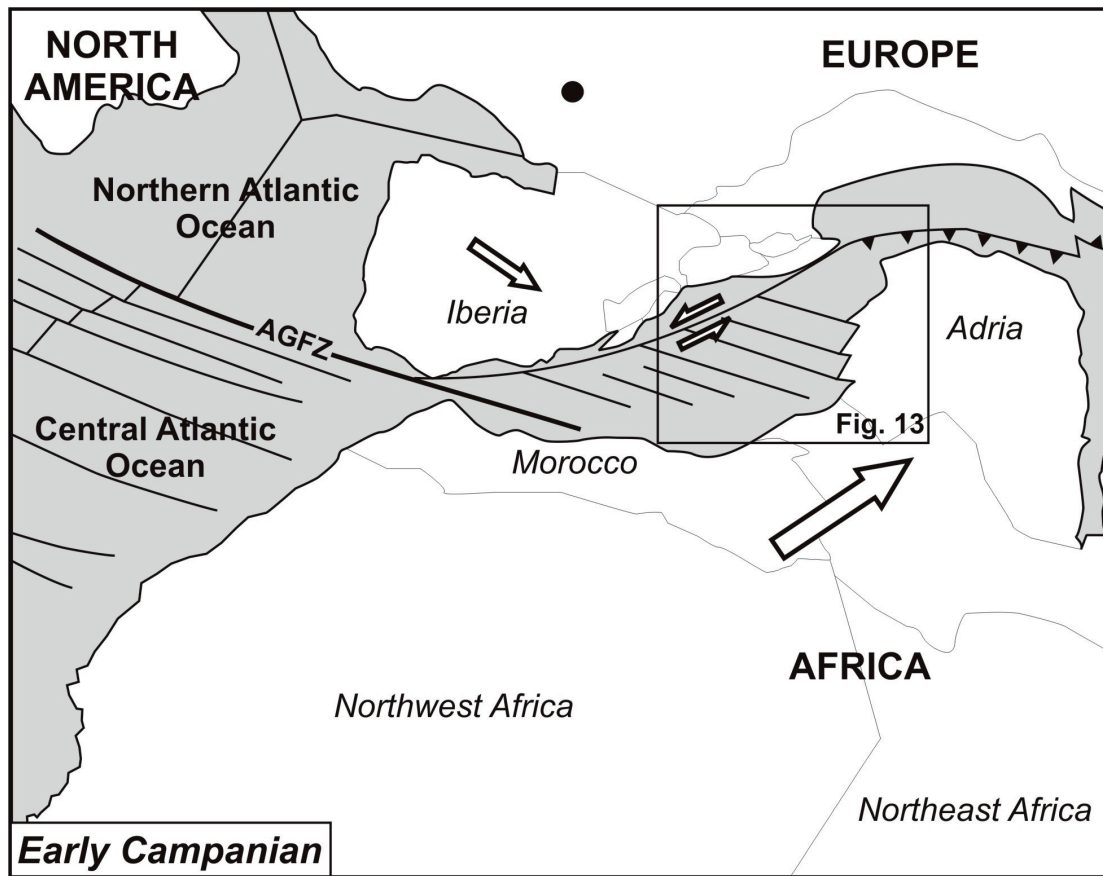 NORTH
AMERICA
EUROPE
Northern Atlantic
Ocean
Iberia
Adria
AGFZ
Fig. 13
Central Atlantic
Ocean
Morocco
AFRICA
Northwest Africa
Northeast Africa
Early Campanian